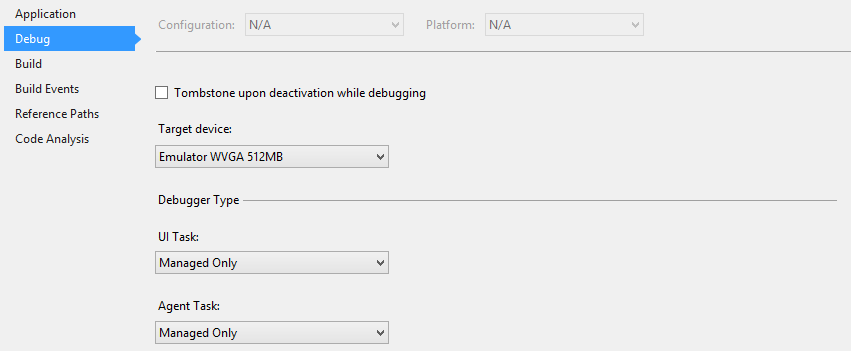 Application
Debug
Build
Build Events
Reference Paths
Code Analysis
Configuration: N/A Platform: N/A
Tombstone upon deactivation while debugging
Target device:
Emulator WVGA 512MB
Debugger Type
UI Task:
Managed Only
Agent Task:
Managed Only